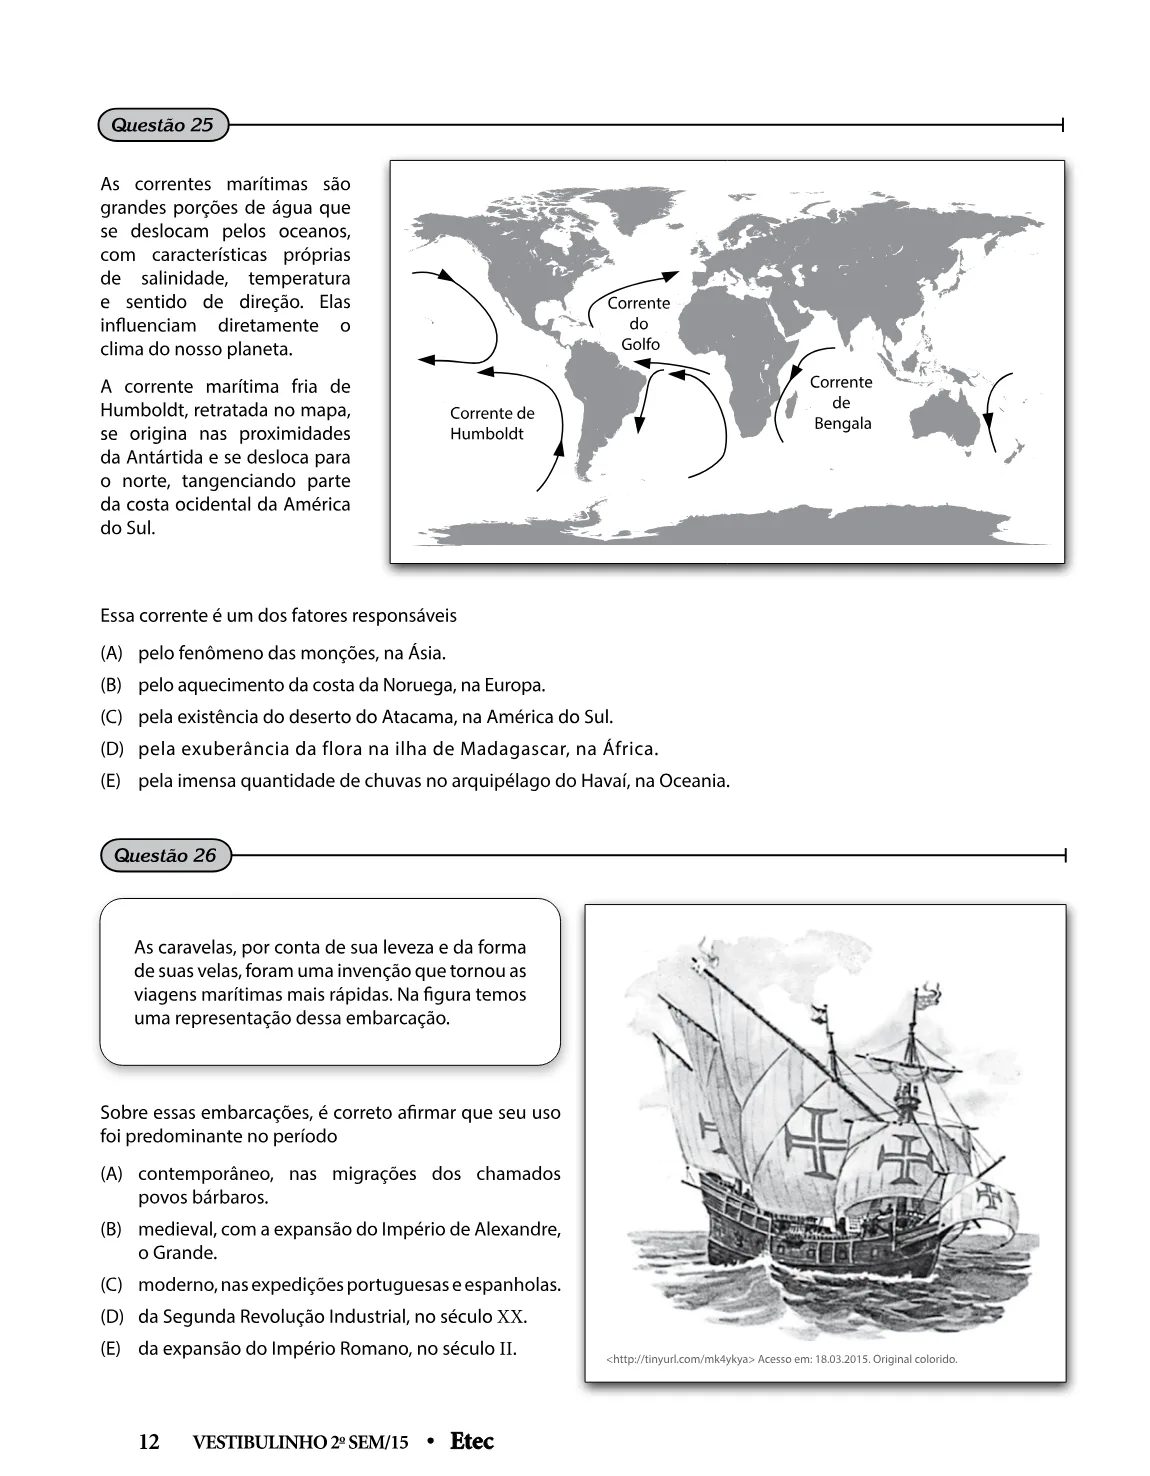 Questão 25
As correntes marítimas são
grandes porções de água que
se deslocam pelos oceanos,
com características próprias
de salinidade, temperatura
e sentido de direção. Elas
influenciam diretamente o
clima do nosso planeta.
A corrente marítima fria de
Humboldt, retratada no mapa,
se origina nas proximidades
da Antártida e se desloca para
o norte, tangenciando parte
da costa ocidental da América
do Sul.
Corrente
do
Golfo
Corrente de
Humboldt
Corrente
de
Bengala
Essa corrente é um dos fatores responsáveis
(A) pelo fenômeno das monções, na Ásia.
(B) pelo aquecimento da costa da Noruega, na Europa.
(C) pela existência do deserto do Atacama, na América do Sul.
(D) pela exuberância da flora na ilha de Madagascar, na África.
(E) pela imensa quantidade de chuvas no arquipélago do Havaí, na Oceania.
Questão 26
As caravelas, por conta de sua leveza e da forma
de suas velas, foram uma invenção que tornou as
viagens marítimas mais rápidas. Na figura temos
uma representação dessa embarcação.
Sobre essas embarcações, é correto afirmar que seu uso
foi predominante no período
(A) contemporâneo, nas migrações dos chamados
povos bárbaros.
(B) medieval, com a expansão do Império de Alexandre,
o Grande.
(C) moderno, nas expedições portuguesas e espanholas.
(D) da Segunda Revolução Industrial, no século XX.
(E) da expansão do Império Romano, no século II.
<http://tinyurl.com/mk4ykya> Acesso em: 18.03.2015. Original colorido.
12 VESTIBULINHO 2º SEM/15 • Etec